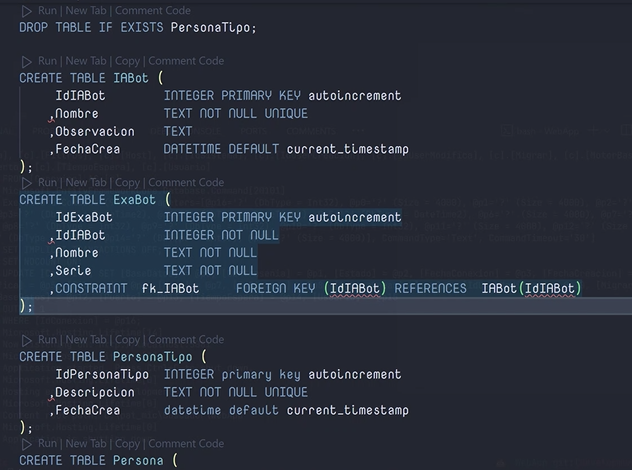 Run | New Tab | Copy | Comment Code
DROP TABLE IF EXISTS PersonaTipo;
Run | New Tab | Copy | Comment Code
CREATE TABLE IABot (
IdIABot INTEGER PRIMARY KEY autoincrement
,Nombre TEXT NOT NULL UNIQUE
,Observacion TEXT
,FechaCrea DATETIME DEFAULT current_timestamp
);
Run | New Tab | Copy | Comment Code
CREATE TABLE ExaBot (
IdExaBot INTEGER PRIMARY KEY autoincrement
,IdIABot INTEGER NOT NULL
,Nombre TEXT NOT NULL
,Serie TEXT NOT NULL
,CONSTRAINT fk_IABot FOREIGN KEY (IdIABot) REFERENCES IABot(IdIABot)
);
Run | New Tab | Copy | Comment Code
CREATE TABLE PersonaTipo (
IdPersonaTipo INTEGER primary key autoincrement
,Descripcion TEXT NOT NULL UNIQUE
,FechaCrea datetime default current_timestamp
);
Run | New Tab | Copy | Comment Code
CREATE TABLE Persona (